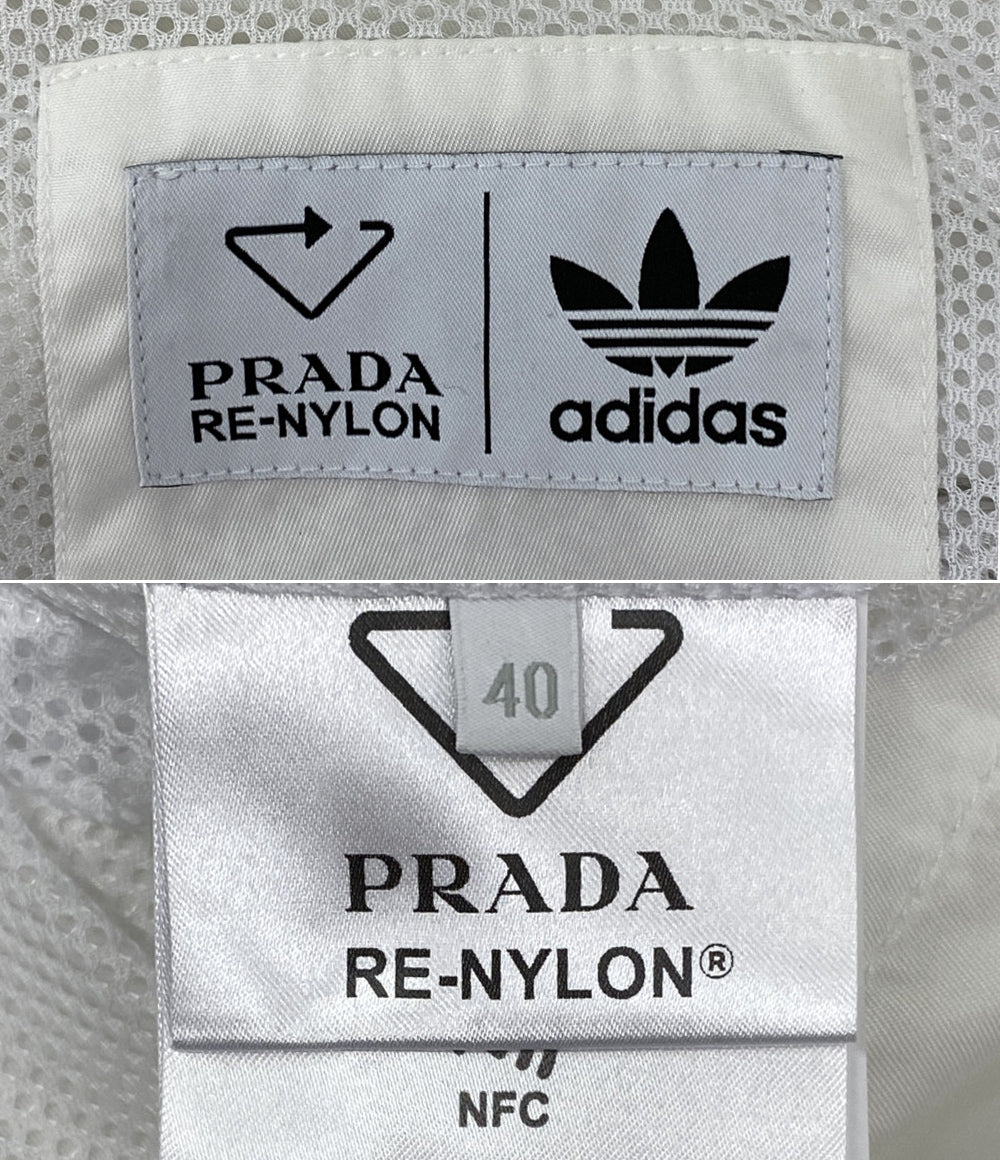 PRADA
RE-NYLON
adidas
40
PRADA
RE-NYLON®
NFC